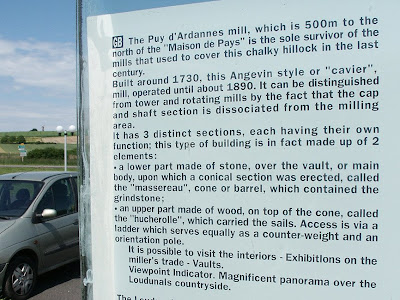 GB The Puy d'Ardannes mill, which is 500m to the
north of the "Maison de Pays" is the sole survivor of the
mills that used to cover this chalky hillock in the last
century.
Built around 1730, this Angevin style or "cavier",
mill, operated until about 1890. It can be distinguished
from tower and rotating mills by the fact that the cap
and shaft section is dissociated from the milling
area.
It has 3 distinct sections, each having their own
function; this type of building is in fact made up of 2
elements:
• a lower part made of stone, over the vault, or main
body, upon which a conical section was erected, called
the "massereau", cone or barrel, which contained the
grindstone;
• an upper part made of wood, on top of the cone, called
the "hucherolle", which carried the sails. Access is via a
ladder which serves equally as a counter-weight and an
orientation pole.
It is possible to visit the interiors - Exhibitions on the
miller's trade - Vaults.
Viewpoint Indicator. Magnificent panorama over the
Loudunals countryside.